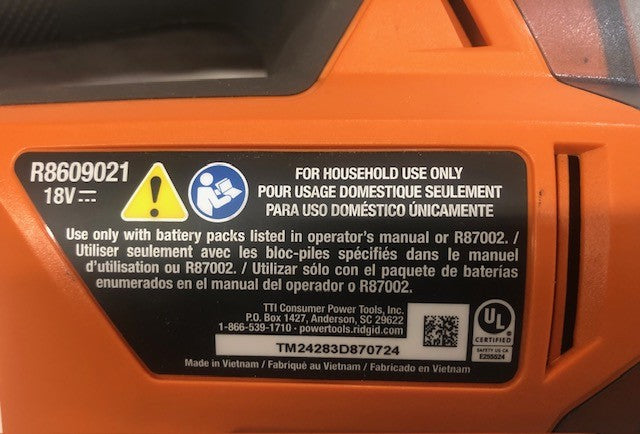 R8609021
18V
FOR HOUSEHOLD USE ONLY
POUR USAGE DOMESTIQUE SEULEMENT
PARA USO DOMÉSTICO ÚNICAMENTE
Use only with battery packs listed in operator's manual or R87002. /
Utiliser seulement avec les bloc-piles spécifiés dans le manuel
d'utilisation ou R87002. / Utilizar sólo con el paquete de baterías
enumerados en el manual del operador o R87002.
TTI Consumer Power Tools, Inc.
P.O. Box 1427, Anderson, SC 29622
1-866-539-1710 • powertools.ridgid.com
TM24283D870724
Made in Vietnam / Fabriqué au Vietnam / Fabricado en Vietnam
UL
CERTIFIED
SAFETY US CA
E255524